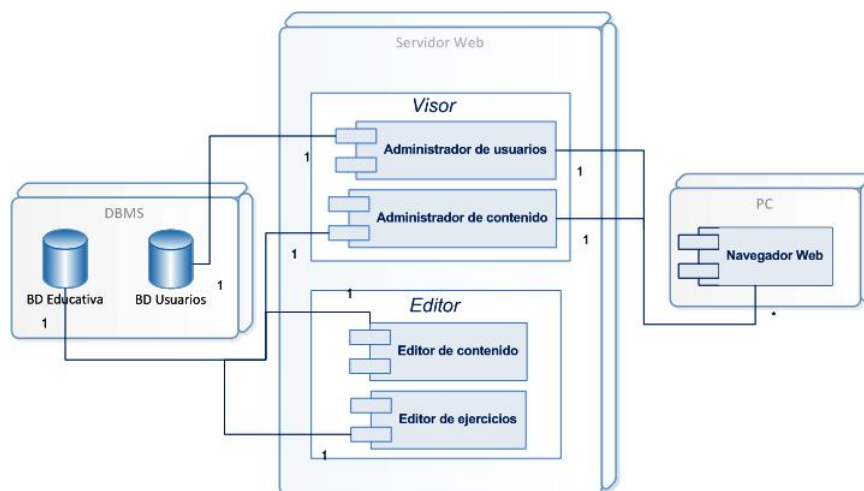 Servidor Web
Visor
Administrador de usuarios
1
1
Administrador de contenido
1
1
DBMS
BD Educativa
BD Usuarios
1
1
PC
Navegador Web
*
1
Editor
Editor de contenido
Editor de ejercicios
1